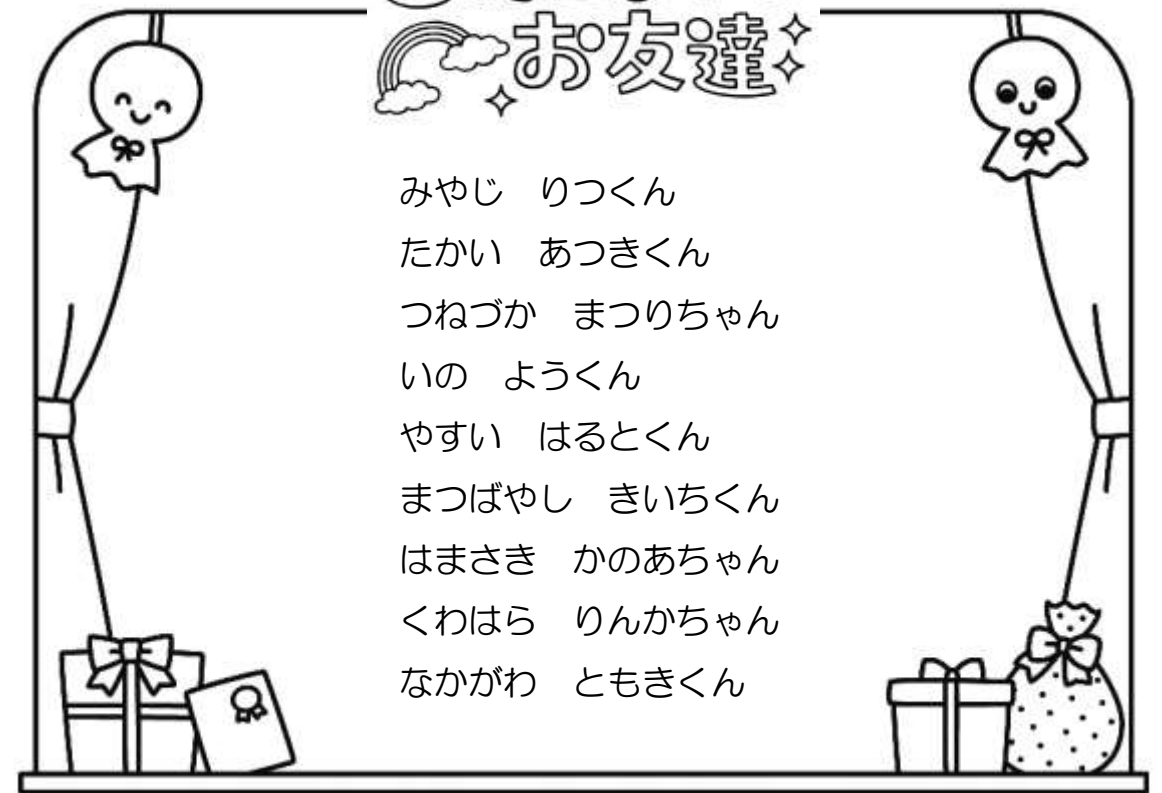 お友達
みやじ　りつくん
たかい　あつきくん
つねづか　まつりちゃん
いの　ようくん
やすい　はるとくん
まつばやし　きいちくん
はまさき　かのあちゃん
くわはら　りんかちゃん
なかがわ　ともきくん